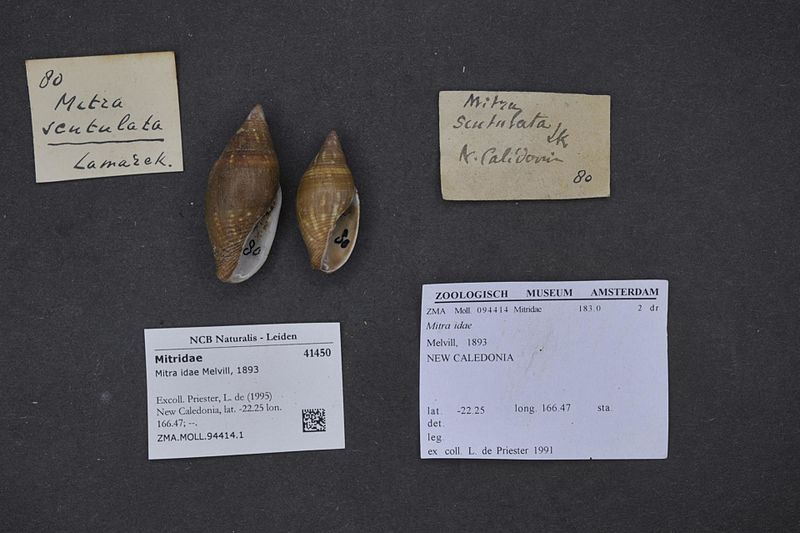 80
Mitra
scutulata
Lamarck.
Mitra
scutulata Lk
N. Calidonia
80
80
80
ZOOLOGISCH MUSEUM AMSTERDAM
ZMA Moll. 094414 Mitridae 183.0 2 dr
Mitra idae
Melvill, 1893
NEW CALEDONIA
lat. -22.25 long. 166.47 sta.
det.
leg.
ex coll. L. de Priester 1991
NCB Naturalis - Leiden
Mitridae 41450
Mitra idae Melvill, 1893
Excoll. Priester, L. de (1995)
New Caledonia, lat. -22.25 lon.
166.47; --.
ZMA.MOLL.94414.1